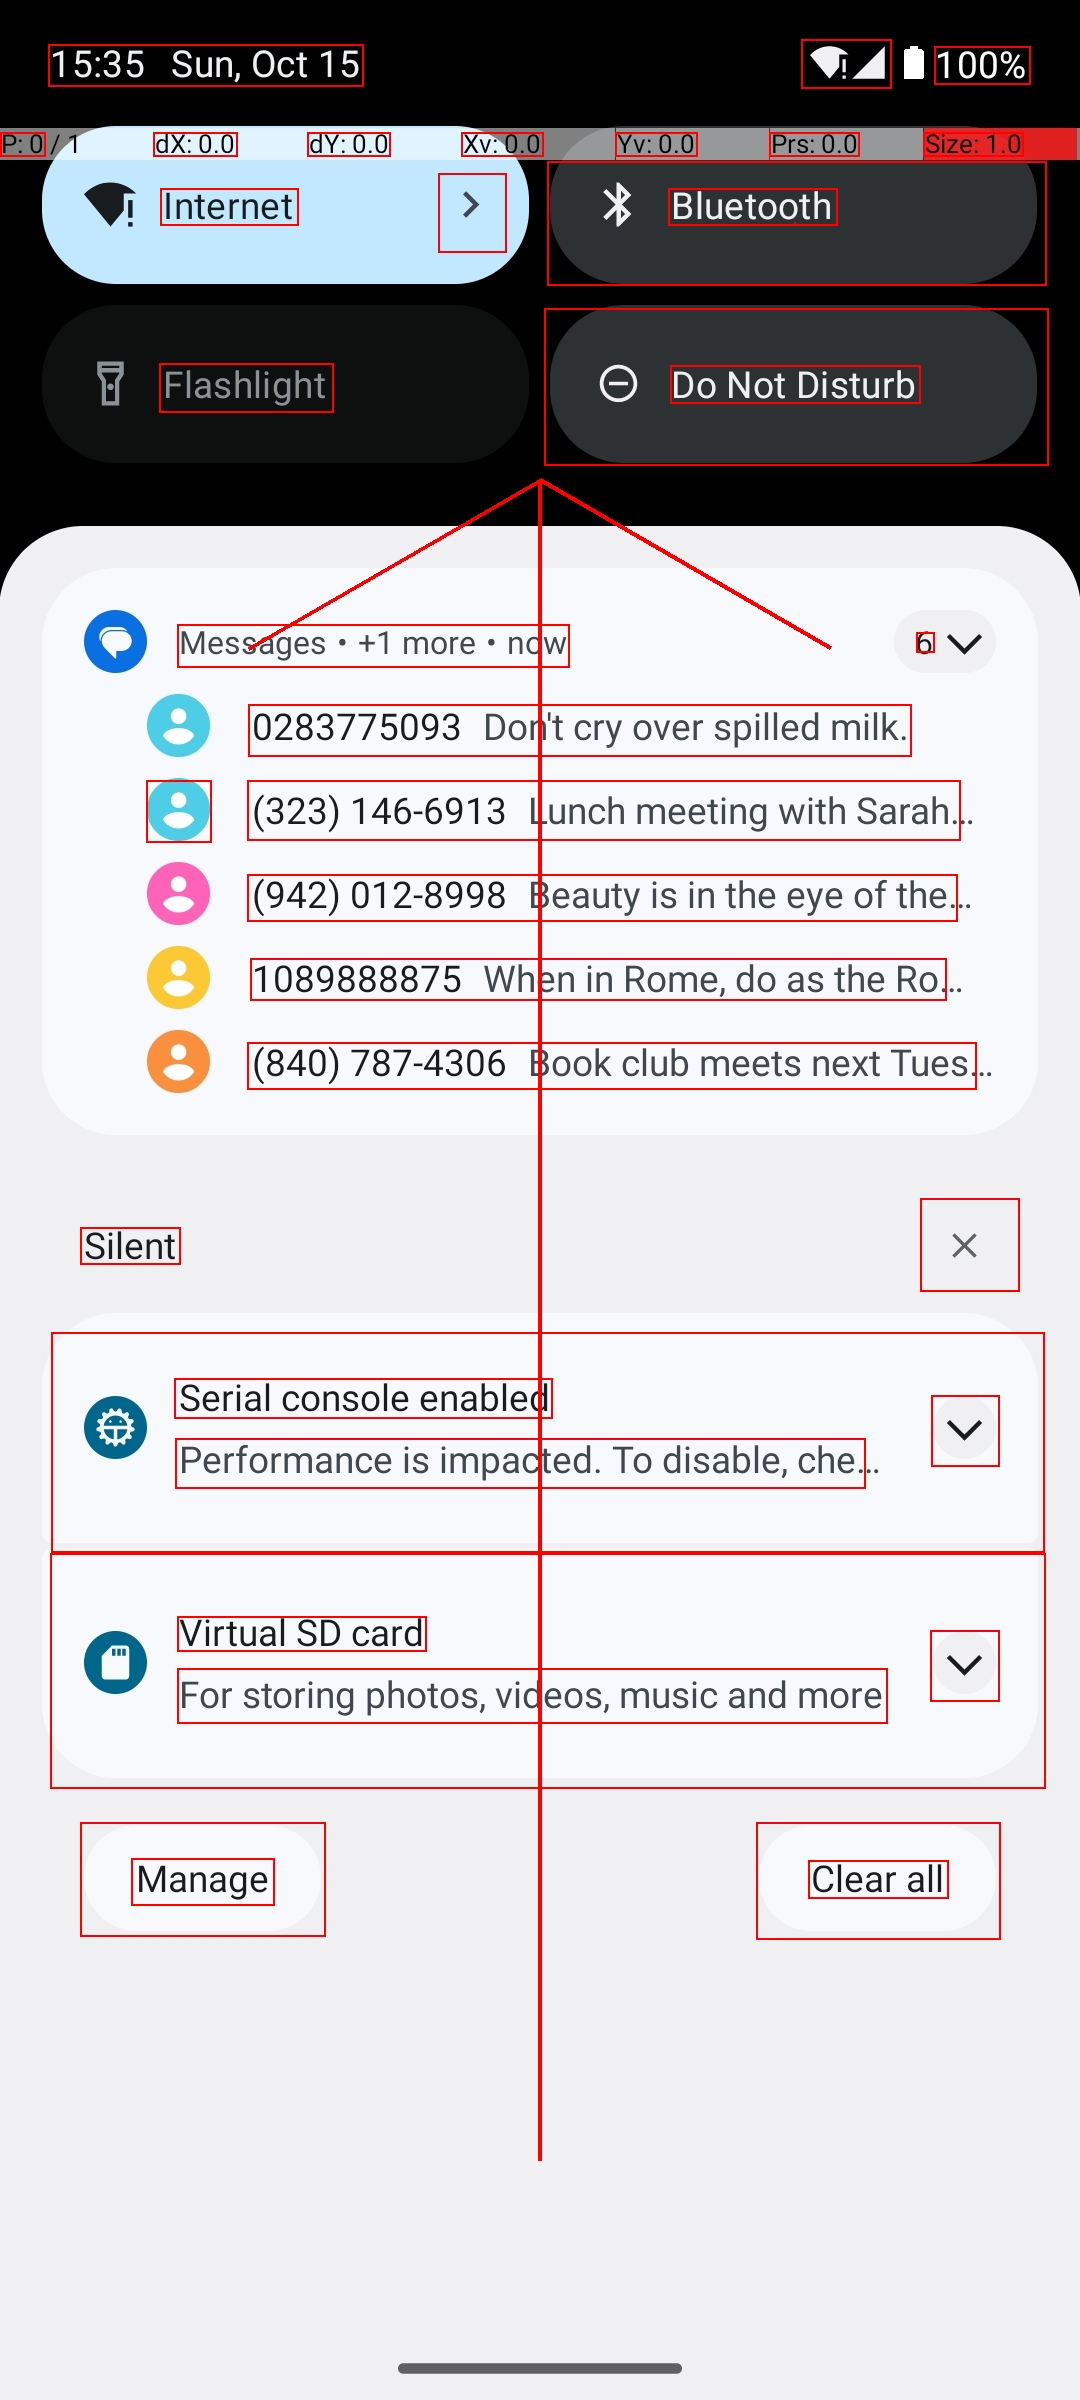 15:35 Sun, Oct 15
100%
P: 0 / 1 dX: 0.0 dY: 0.0 Xv: 0.0 Yv: 0.0 Prs: 0.0 Size: 1.0
Internet
Bluetooth
Flashlight
Do Not Disturb
Messages • +1 more • now
6
0283775093 Don't cry over spilled milk.
(323) 146-6913 Lunch meeting with Sarah...
(942) 012-8998 Beauty is in the eye of the...
1089888875 When in Rome, do as the Ro...
(840) 787-4306 Book club meets next Tues...
Silent
Serial console enabled
Performance is impacted. To disable, che...
Virtual SD card
For storing photos, videos, music and more
Manage
Clear all